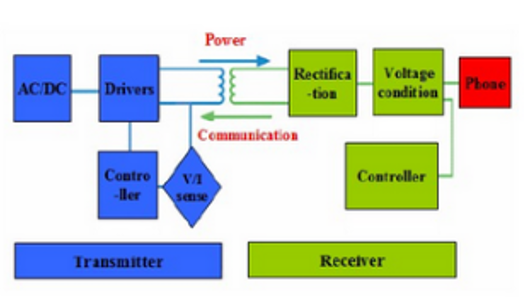 Power
AC/DC
Drivers
Rectifica
-tion
Voltage
condition
Phone
Communication
Contro
-ller
V/I
sense
Controller
Transmitter
Receiver